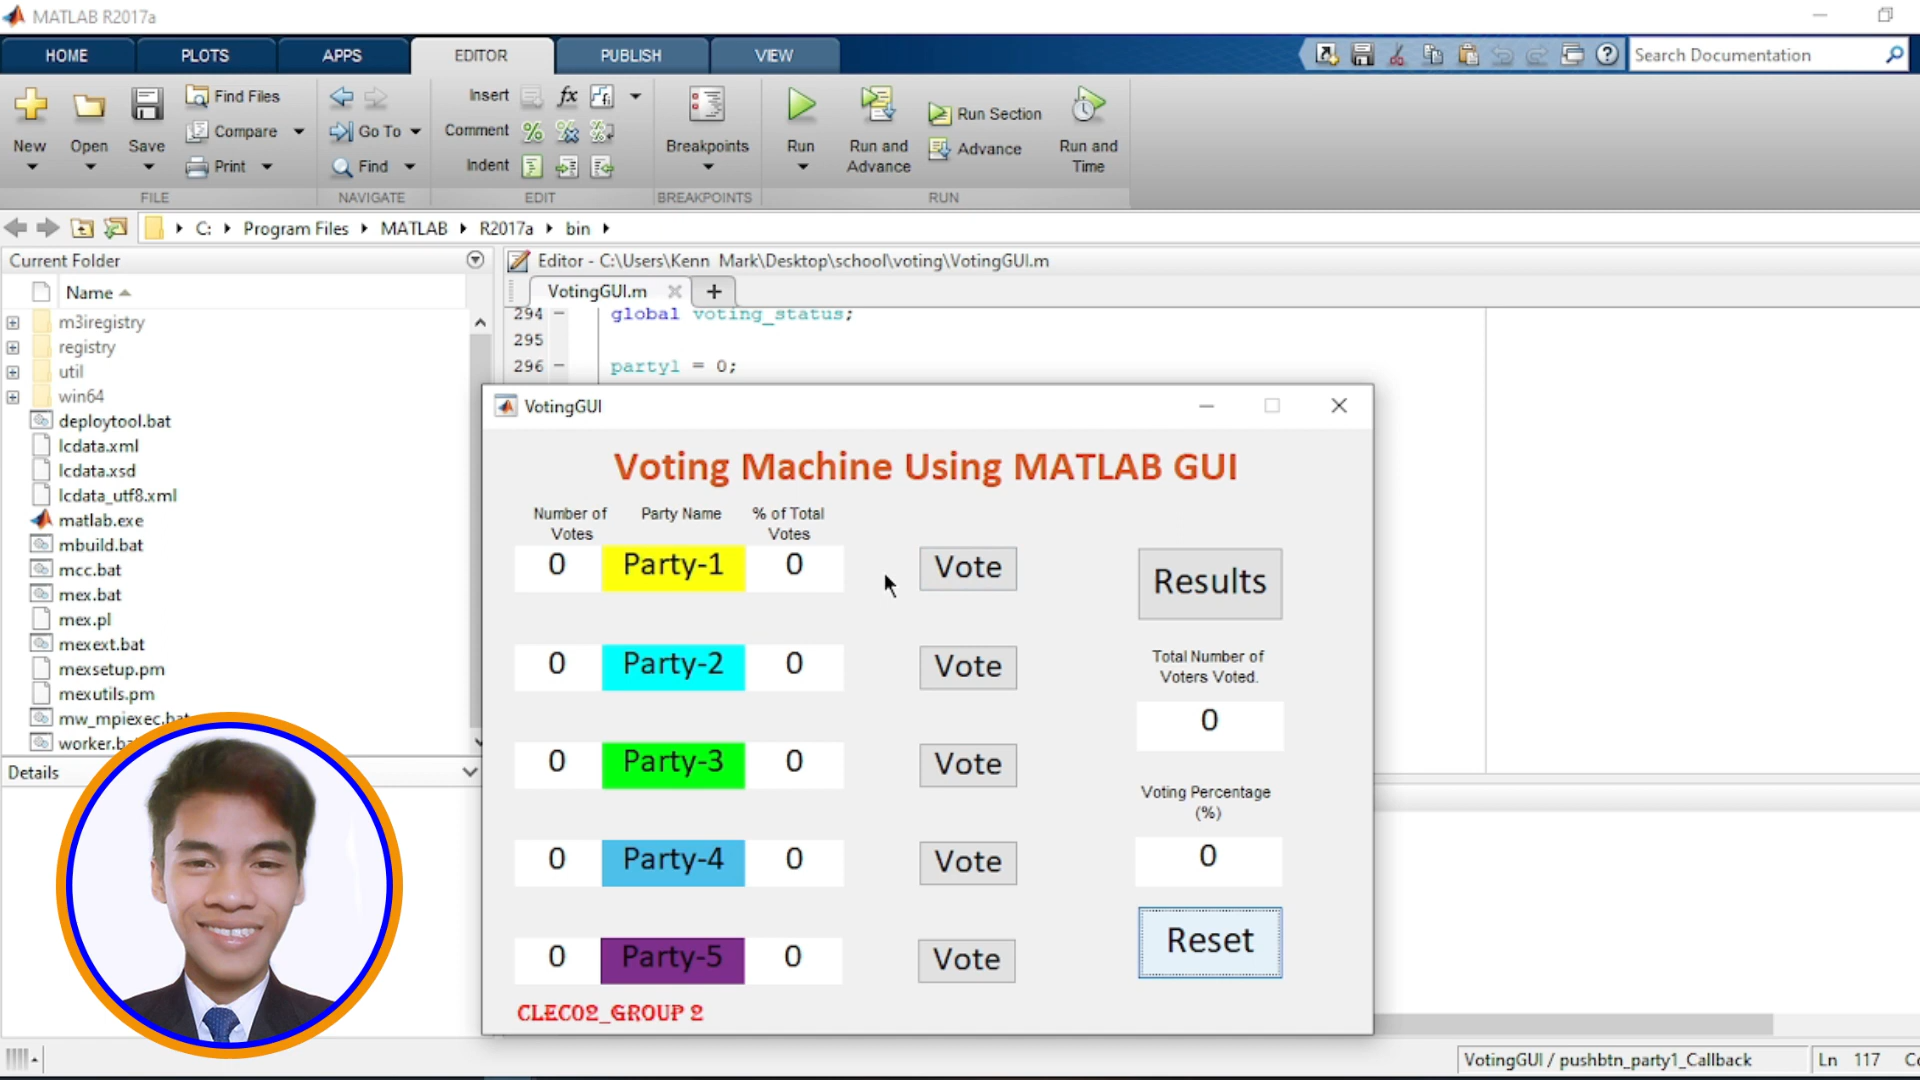 MATLAB R2017a
HOME PLOTS APPS EDITOR PUBLISH VIEW
Search Documentation
New Open Save Find Files Compare Print
FILE
Go To Find
NAVIGATE
Insert fx
Comment
Indent
EDIT
Breakpoints
BREAKPOINTS
Run Run and Advance Run Section Advance Run and Time
RUN
C: Program Files MATLAB R2017a bin
Current Folder
Name
m3iregistry
registry
util
win64
deploytool.bat
lcdata.xml
lcdata.xsd
lcdata_utf8.xml
matlab.exe
mbuild.bat
mcc.bat
mex.bat
mex.pl
mexext.bat
mexsetup.pm
mexutils.pm
mw_mpiexec.bat
Details
Editor - C:\Users\Kenn Mark\Desktop\school\voting\VotingGUI.m
VotingGUI.m
294 global voting_status;
295
296 party1 = 0;
VotingGUI
Voting Machine Using MATLAB GUI
Number of Votes Party Name % of Total Votes
0 Party-1 0 Vote
0 Party-2 0 Vote
0 Party-3 0 Vote
0 Party-4 0 Vote
0 Party-5 0 Vote
Results
Total Number of
Voters Voted.
0
Voting Percentage
(%)
0
Reset
CLEC02_GROUP 2
VotingGUI / pushbtn_party1_Callback
Ln 117